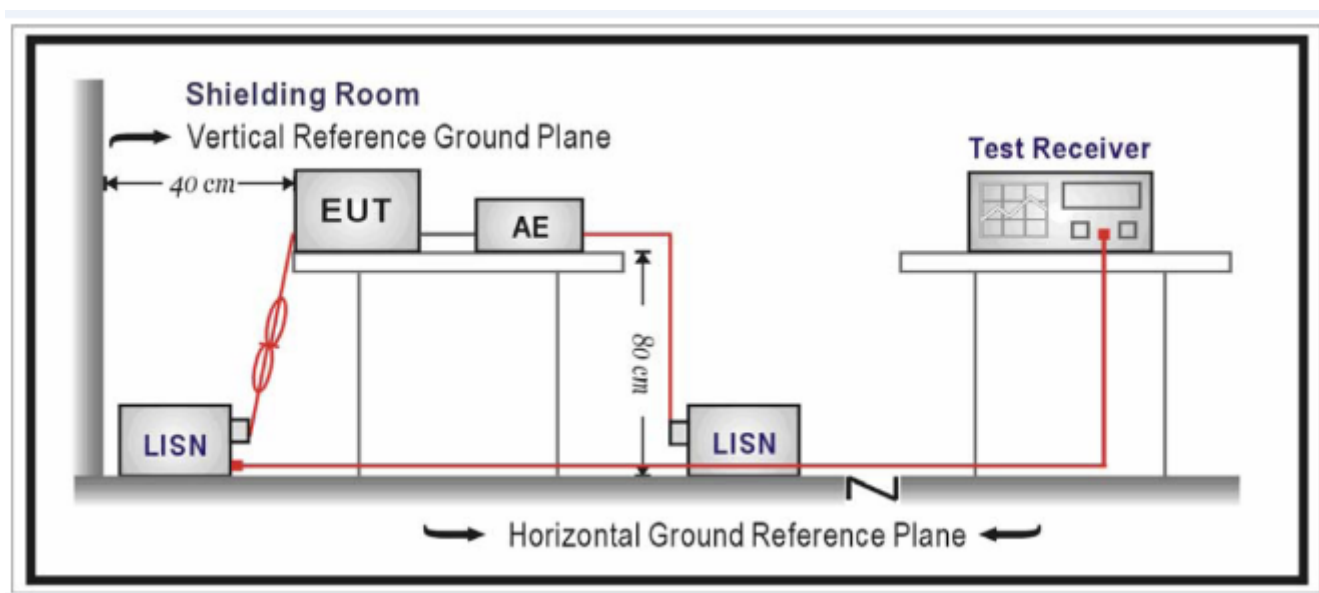 Shielding Room
Vertical Reference Ground Plane
Test Receiver
40 cm
EUT
AE
80 cm
LISN
LISN
Horizontal Ground Reference Plane